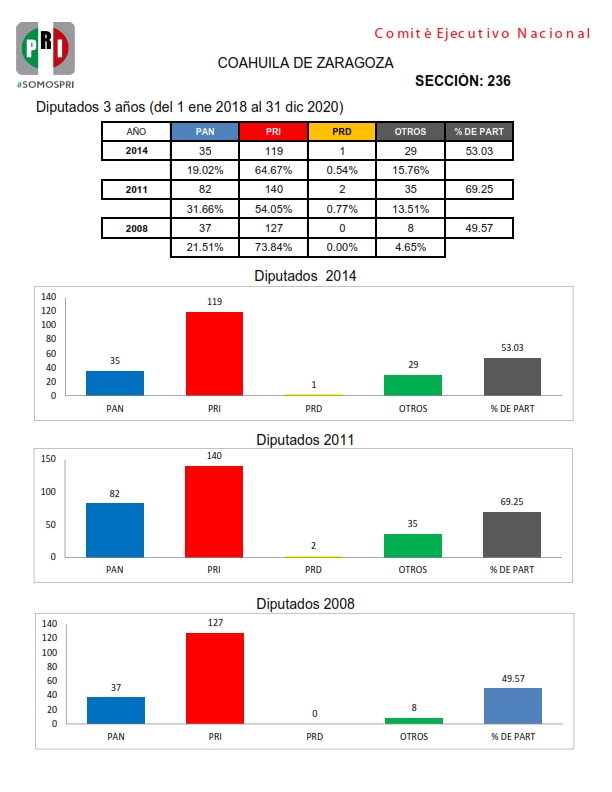 Comité Ejecutivo Nacional
PRI
#SOMOSPRI
COAHUILA DE ZARAGOZA
SECCIÓN: 236
Diputados 3 años (del 1 ene 2018 al 31 dic 2020)
AÑO PAN PRI PRD OTROS % DE PART
2014 35 119 1 29 53.03
19.02% 64.67% 0.54% 15.76%
2011 82 140 2 35 69.25
31.66% 54.05% 0.77% 13.51%
2008 37 127 0 8 49.57
21.51% 73.84% 0.00% 4.65%
Diputados 2014
140
120
100
80
60
40
20
0
35 119 1 29 53.03
PAN PRI PRD OTROS % DE PART
Diputados 2011
150
100
50
0
82 140 2 35 69.25
PAN PRI PRD OTROS % DE PART
Diputados 2008
140
120
100
80
60
40
20
0
37 127 0 8 49.57
PAN PRI PRD OTROS % DE PART